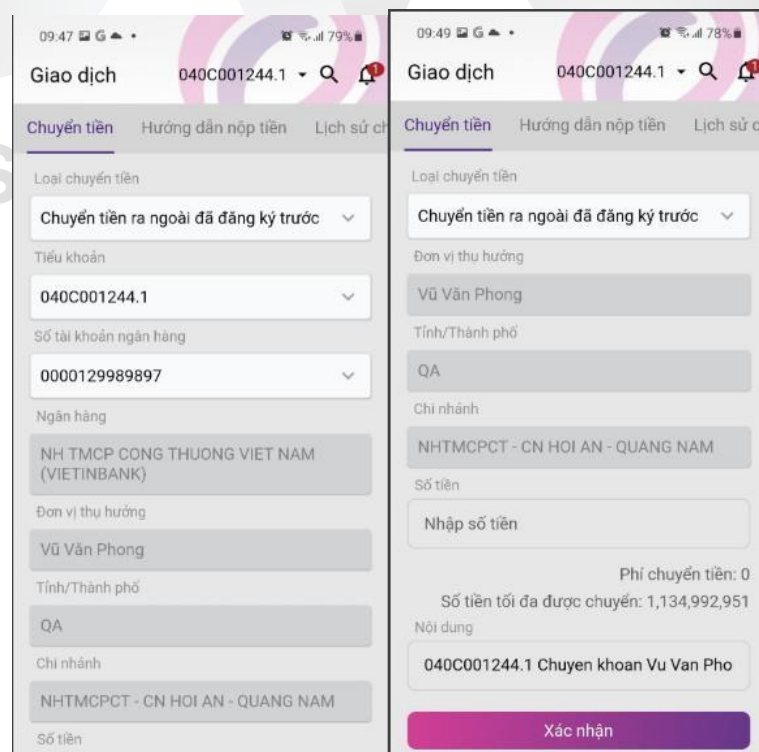 09:47 G
79%
Giao dịch
040C001244.1
1
Chuyển tiền
Hướng dẫn nộp tiền
Lịch sử ch
Loại chuyển tiền
Chuyển tiền ra ngoài đã đăng ký trước
Tiểu khoản
040C001244.1
Số tài khoản ngân hàng
0000129989897
Ngân hàng
NH TMCP CONG THUONG VIET NAM
(VIETINBANK)
Đơn vị thụ hưởng
Vũ Văn Phong
Tỉnh/Thành phố
QA
Chi nhánh
NHTMCPCT - CN HOI AN - QUANG NAM
Số tiền
09:49 G
78%
Giao dịch
040C001244.1
1
Chuyển tiền
Hướng dẫn nộp tiền
Lịch sử c
Loại chuyển tiền
Chuyển tiền ra ngoài đã đăng ký trước
Đơn vị thụ hưởng
Vũ Văn Phong
Tỉnh/Thành phố
QA
Chi nhánh
NHTMCPCT - CN HOI AN - QUANG NAM
Số tiền
Nhập số tiền
Phí chuyển tiền: 0
Số tiền tối đa được chuyển: 1,134,992,951
Nội dung
040C001244.1 Chuyen khoan Vu Van Pho
Xác nhận